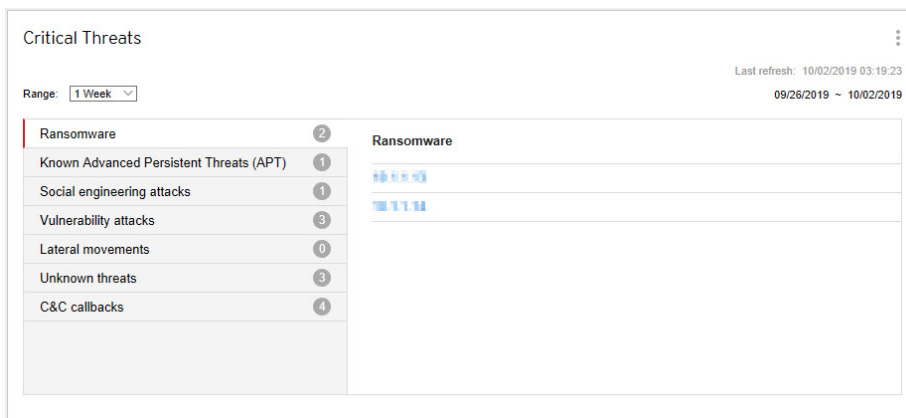 Critical Threats
Last refresh: 10/02/2019 03:19:23
Range: 1 Week
09/26/2019 ~ 10/02/2019
Ransomware 2
Known Advanced Persistent Threats (APT) 1
Social engineering attacks 1
Vulnerability attacks 3
Lateral movements 0
Unknown threats 3
C&C callbacks 4
Ransomware